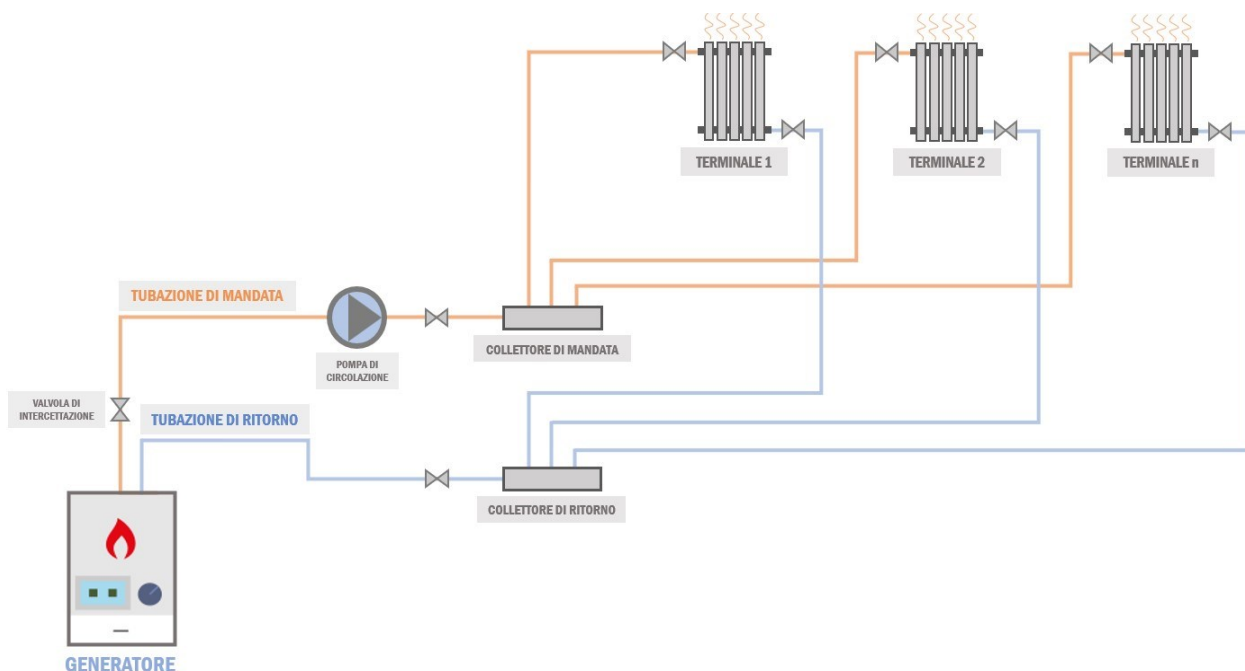 TERMINALE 1
TERMINALE 2
TERMINALE n
TUBAZIONE DI MANDATA
COLLETTORE DI MANDATA
POMPA DI
CIRCOLAZIONE
VALVOLA DI
INTERCETTAZIONE
TUBAZIONE DI RITORNO
COLLETTORE DI RITORNO
GENERATORE